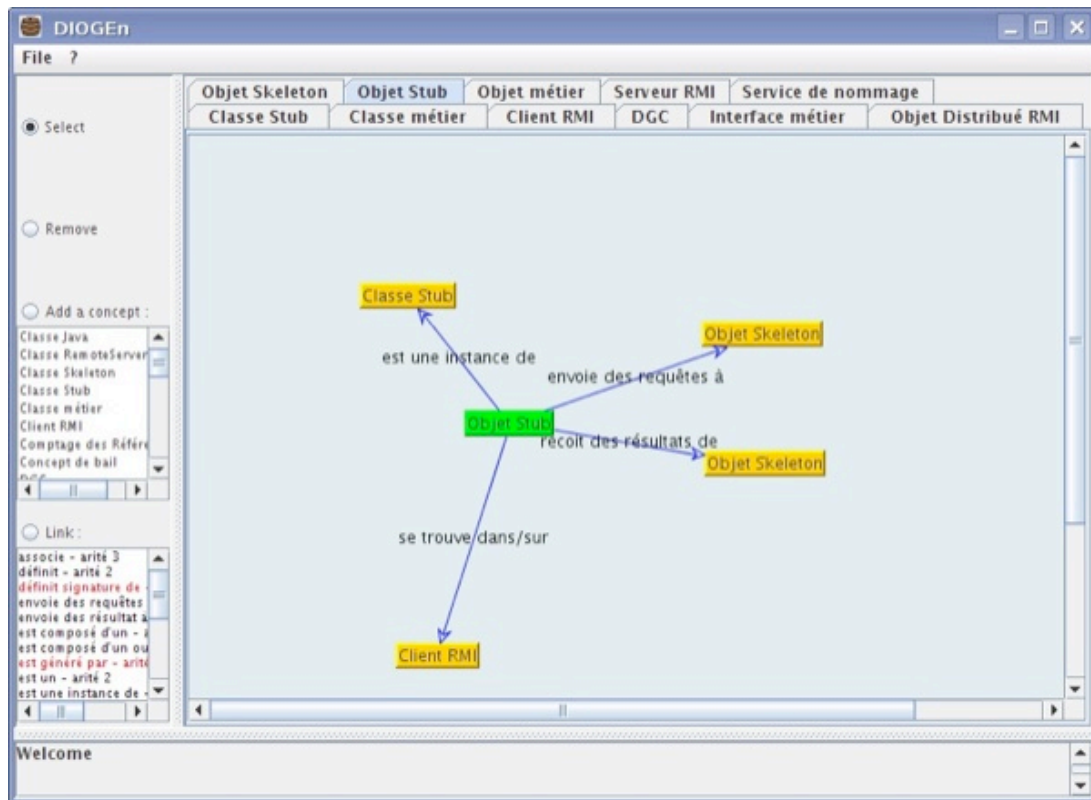 DIOGEn
File ?
Objet Skeleton Objet Stub Objet métier Serveur RMI Service de nommage
Classe Stub Classe métier Client RMI DGC Interface métier Objet Distribué RMI
Select
Remove
Add a concept :
Classe Java
Classe RemoteServer
Classe Skeleton
Classe Stub
Classe métier
Client RMI
Comptage des Référe
Concept de bail
Link :
associe - arité 3
définit - arité 2
définit signature de -
envoie des requêtes
envoie des résultat a
est composé d'un - a
est composé d'un ou
est généré par - arité
est un - arité 2
est une instance de -
Classe Stub
Objet Skeleton
est une instance de
envoie des requêtes à
Objet Stub
recoit des résultats de
Objet Skeleton
se trouve dans/sur
Client RMI
Welcome